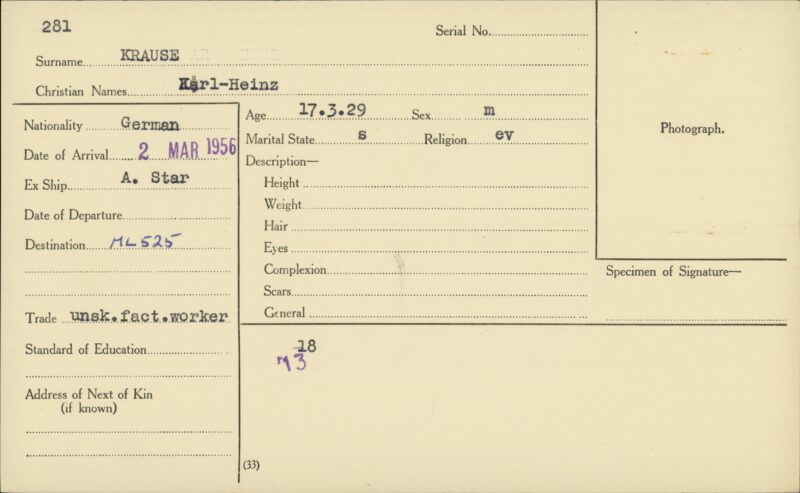 281
Serial No.
Surname KRAUSE
Christian Names Karl-Heinz
Nationality German
Date of Arrival 2 MAR 1956
Ex Ship A. Star
Date of Departure
Destination ML 525
Trade unsk.fact.worker
Standard of Education
Address of Next of Kin
(if known)
Age 17.3.29 Sex m
Marital State s Religion ev
Description—
Height
Weight
Hair
Eyes
Complexion
Scars
General
18
(33)
Photograph.
Specimen of Signature—